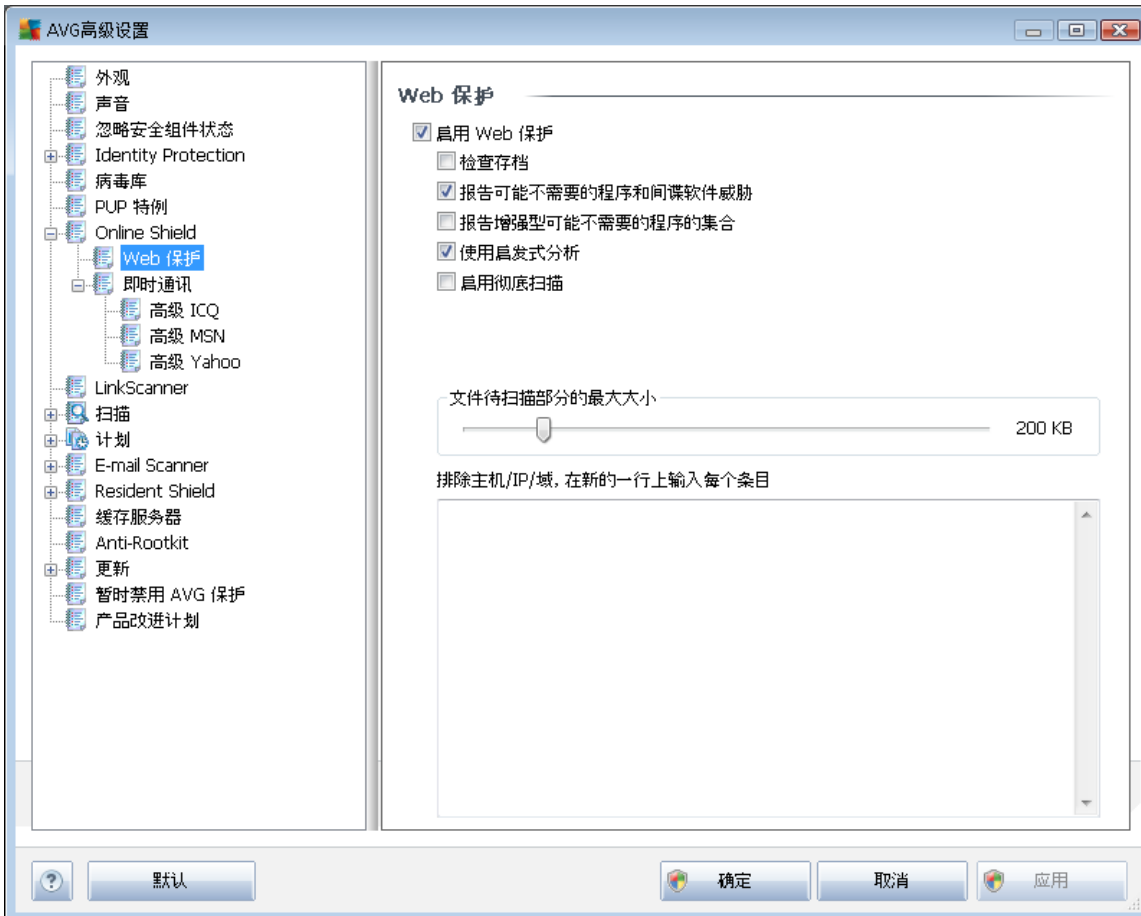 AVG高级设置
外观
声音
忽略安全组件状态
Identity Protection
病毒库
PUP 特例
Online Shield
Web 保护
即时通讯
高级 ICQ
高级 MSN
高级 Yahoo
LinkScanner
扫描
计划
E-mail Scanner
Resident Shield
缓存服务器
Anti-Rootkit
更新
暂时禁用 AVG 保护
产品改进计划
Web 保护
启用 Web 保护
检查存档
报告可能不需要的程序和间谍软件威胁
报告增强型可能不需要的程序的集合
使用启发式分析
启用彻底扫描
文件待扫描部分的最大大小
200 KB
排除主机/IP/域, 在新的一行上输入每个条目
默认
确定
取消
应用